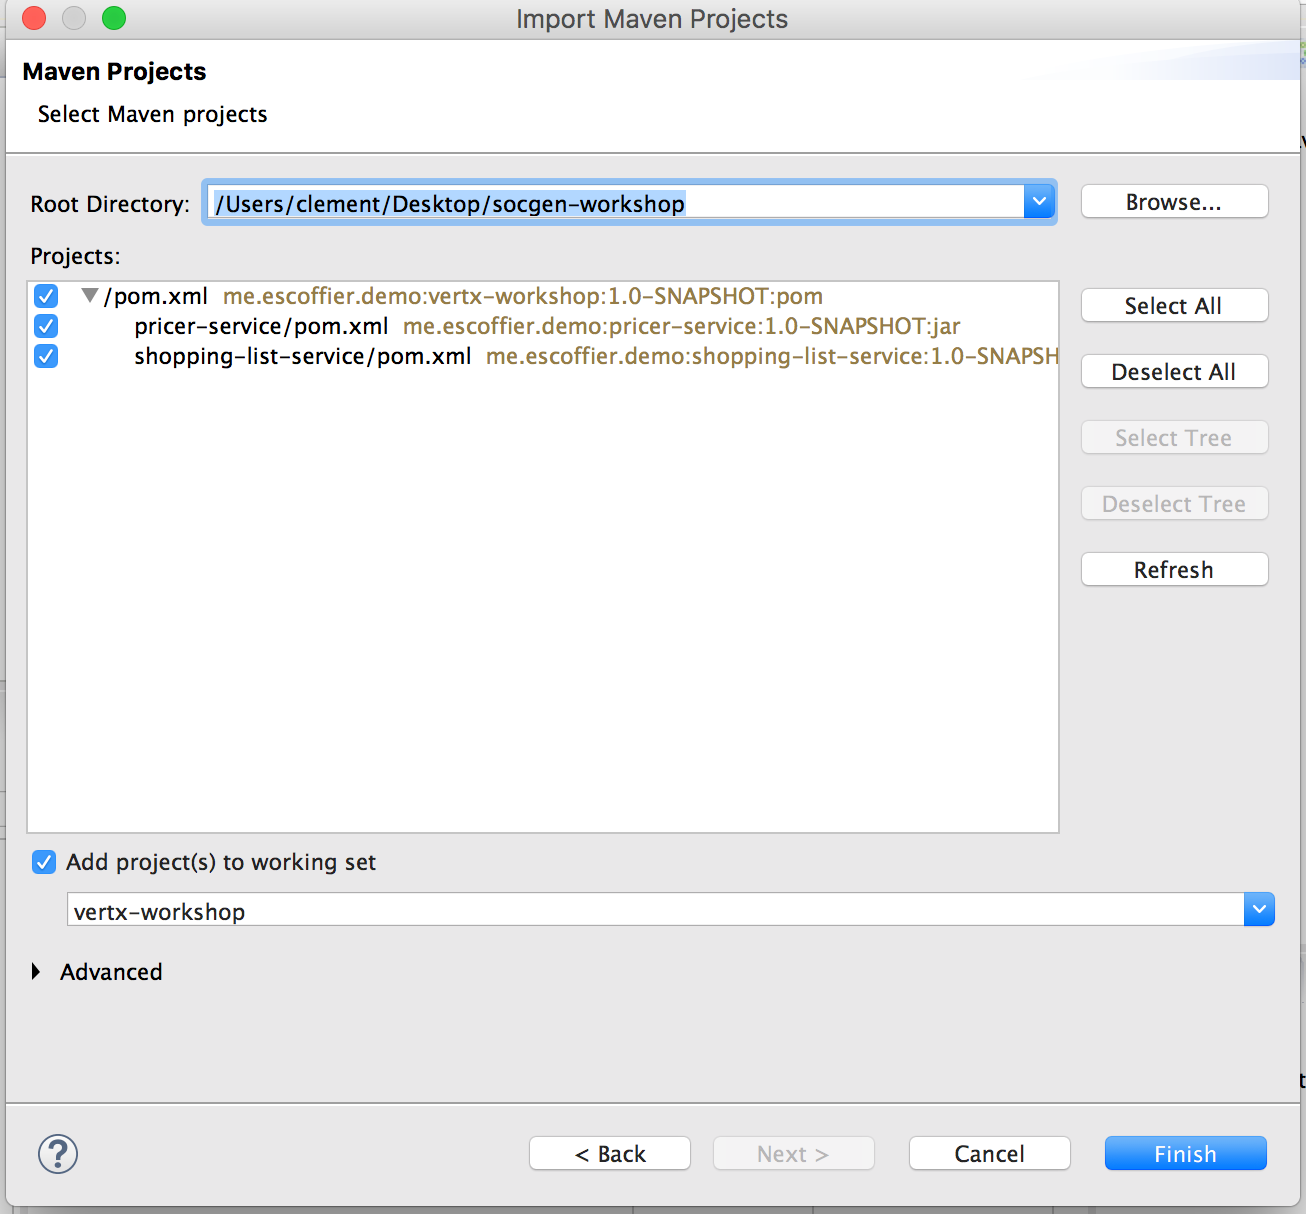 Import Maven Projects
Maven Projects
Select Maven projects
Root Directory: /Users/clement/Desktop/socgen-workshop Browse...
Projects:
/pom.xml me.escoffier.demo:vertx-workshop:1.0-SNAPSHOT:pom
pricer-service/pom.xml me.escoffier.demo:pricer-service:1.0-SNAPSHOT:jar
shopping-list-service/pom.xml me.escoffier.demo:shopping-list-service:1.0-SNAPSH
Select All
Deselect All
Select Tree
Deselect Tree
Refresh
Add project(s) to working set
vertx-workshop
Advanced
? < Back Next > Cancel Finish